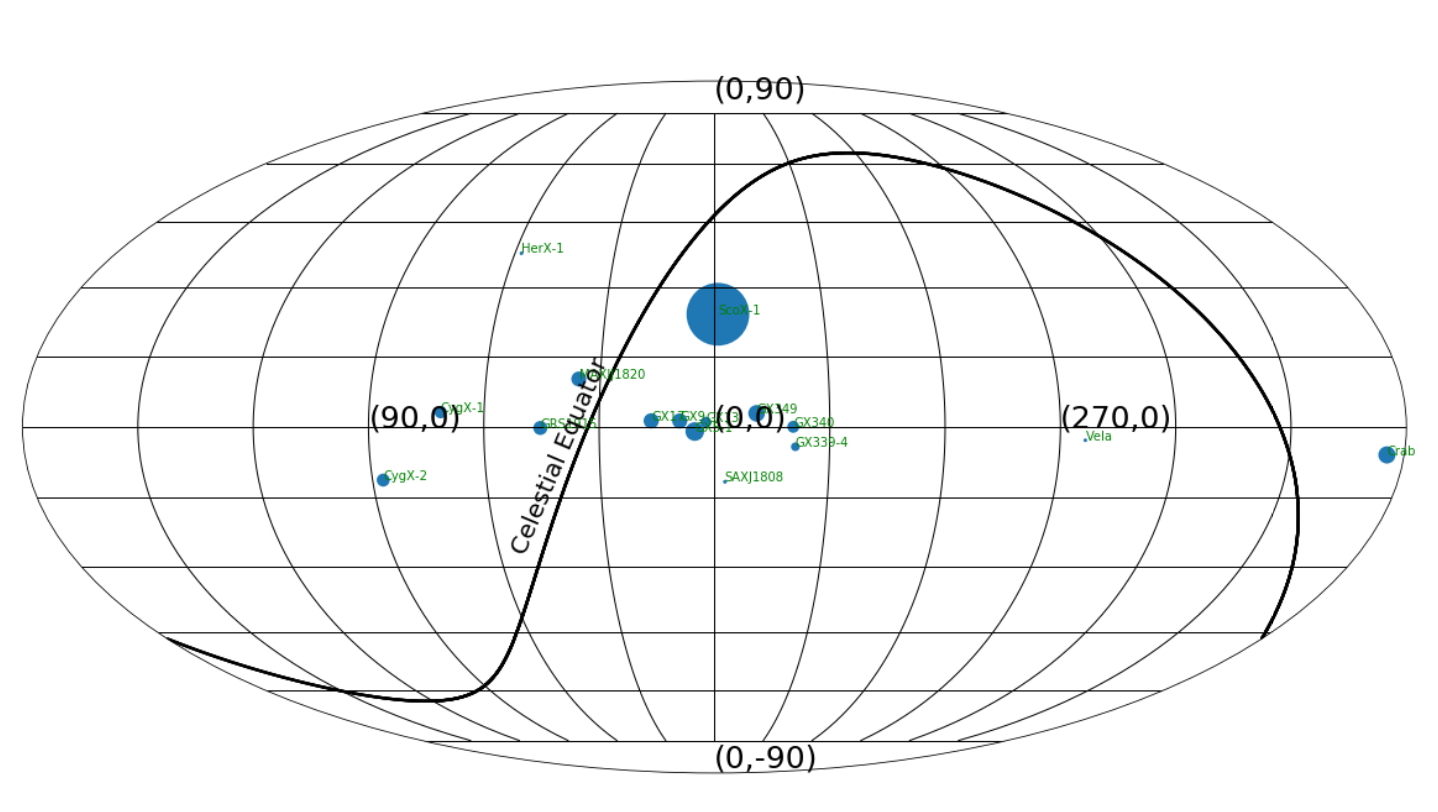 (0,90)
HerX-1
ScoX-1
MAXIJ1820
CygX-1
(90,0)
GX349
(0,0)
GX340
(270,0)
Vela
GX339-4
Crab
CygX-2
SAXJ1808
Celestial Equator
(0,-90)